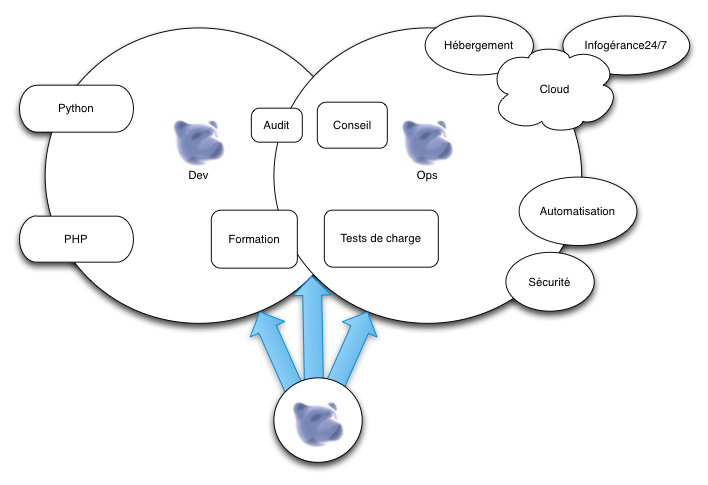 Hébergement
Infogérance24/7
Cloud
Python
Audit
Conseil
Dev
Ops
PHP
Formation
Tests de charge
Automatisation
Sécurité